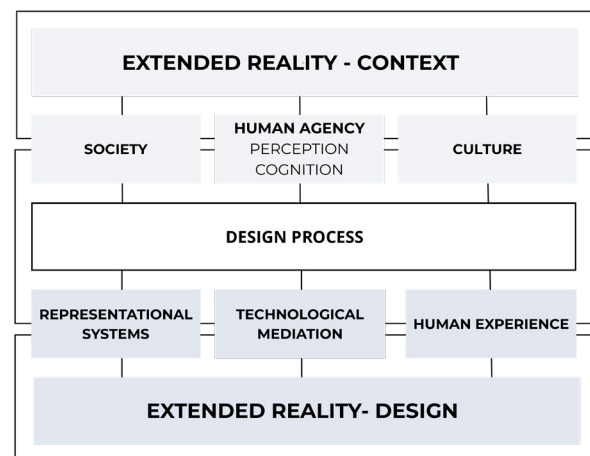 EXTENDED REALITY - CONTEXT
SOCIETY
HUMAN AGENCY
PERCEPTION
COGNITION
CULTURE
DESIGN PROCESS
REPRESENTATIONAL
SYSTEMS
TECHNOLOGICAL
MEDIATION
HUMAN EXPERIENCE
EXTENDED REALITY- DESIGN